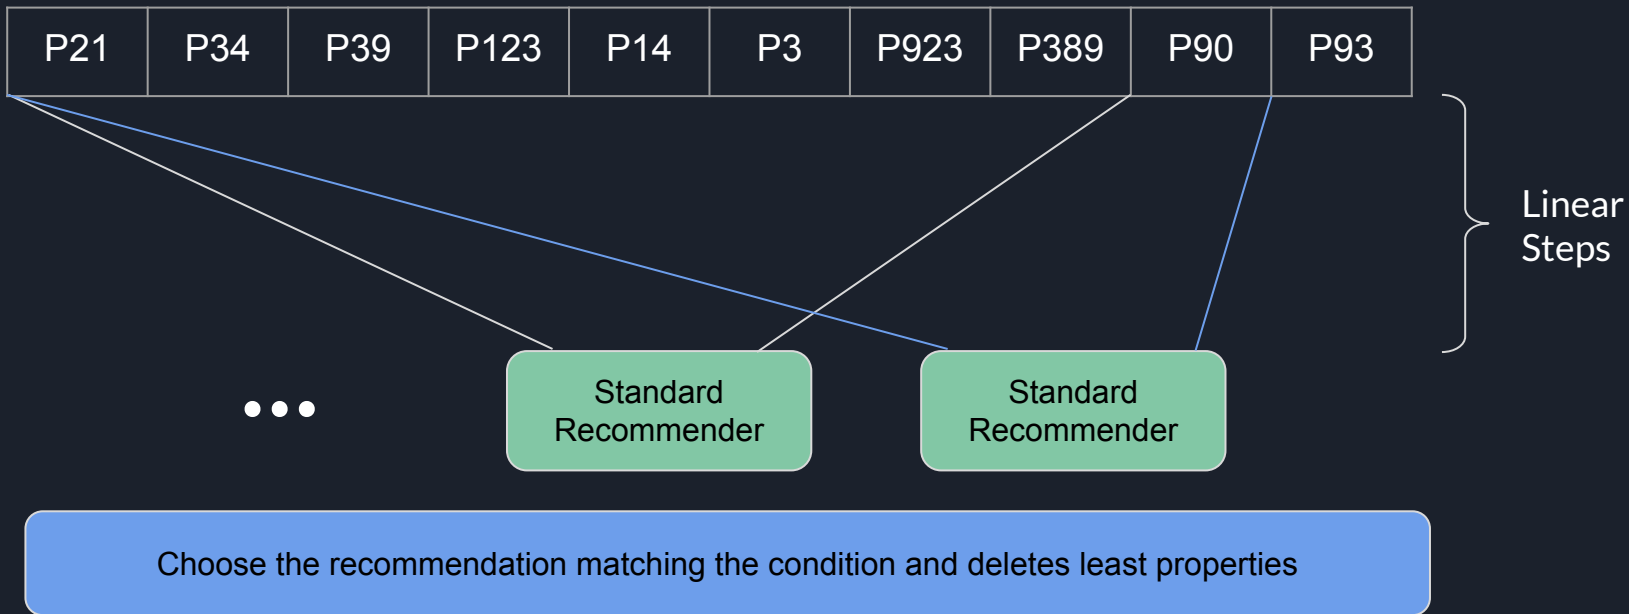 P21 P34 P39 P123 P14 P3 P923 P389 P90 P93
Linear
Steps
Standard
Recommender
Standard
Recommender
Choose the recommendation matching the condition and deletes least properties